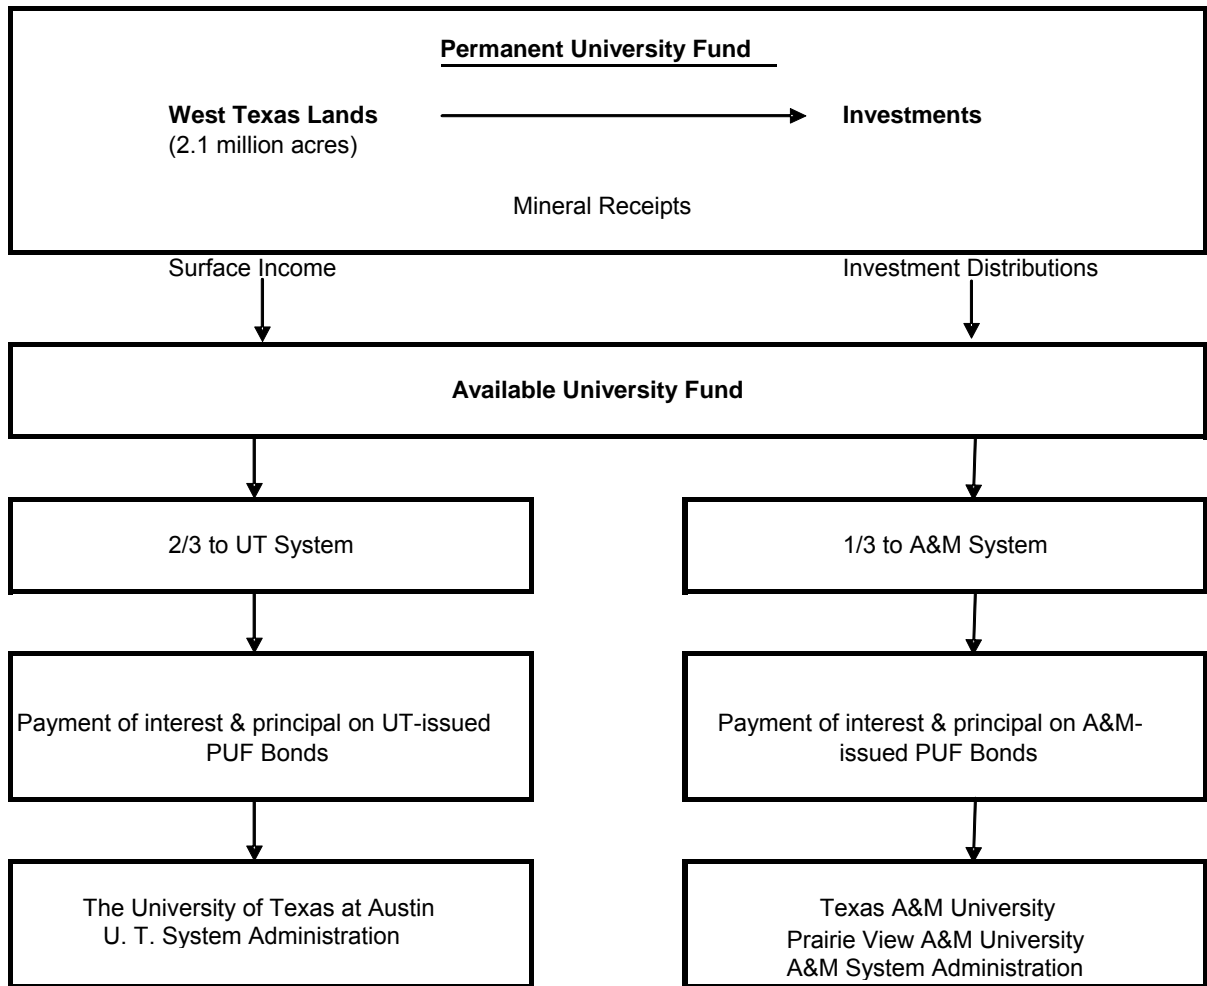 Permanent University Fund
West Texas Lands
Investments
(2.1 million acres)
Mineral Receipts
Surface Income
Investment Distributions
Available University Fund
2/3 to UT System
1/3 to A&M System
Payment of interest & principal on UT-issued
PUF Bonds
Payment of interest & principal on A&M-
issued PUF Bonds
The University of Texas at Austin
U. T. System Administration
Texas A&M University
Prairie View A&M University
A&M System Administration